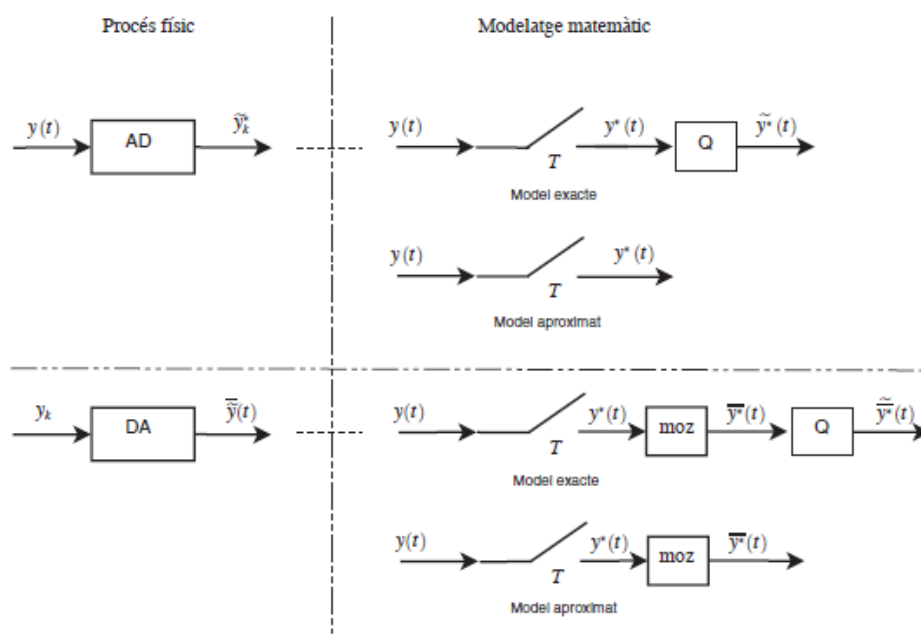 Procés físic Modelatge matemàtic
y(t) AD ỹ*ₖ y(t) T y*(t) Q ỹ*(t)
Model exacte
y(t) T y*(t)
Model aproximat
yₖ DA ỹ̅(t) y(t) T y*(t) moz y̅*(t) Q ỹ̅*(t)
Model exacte
y(t) T y*(t) moz y̅*(t)
Model aproximat